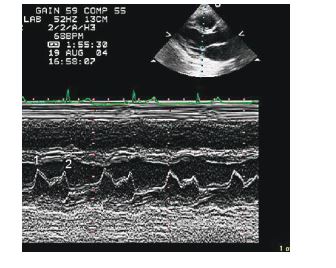 GAIN 59 COMP 55
LAB 52HZ 13CM
2/2/A/H3
68BPM
1:55:30
19 AUG 04
16:58:07
1
2